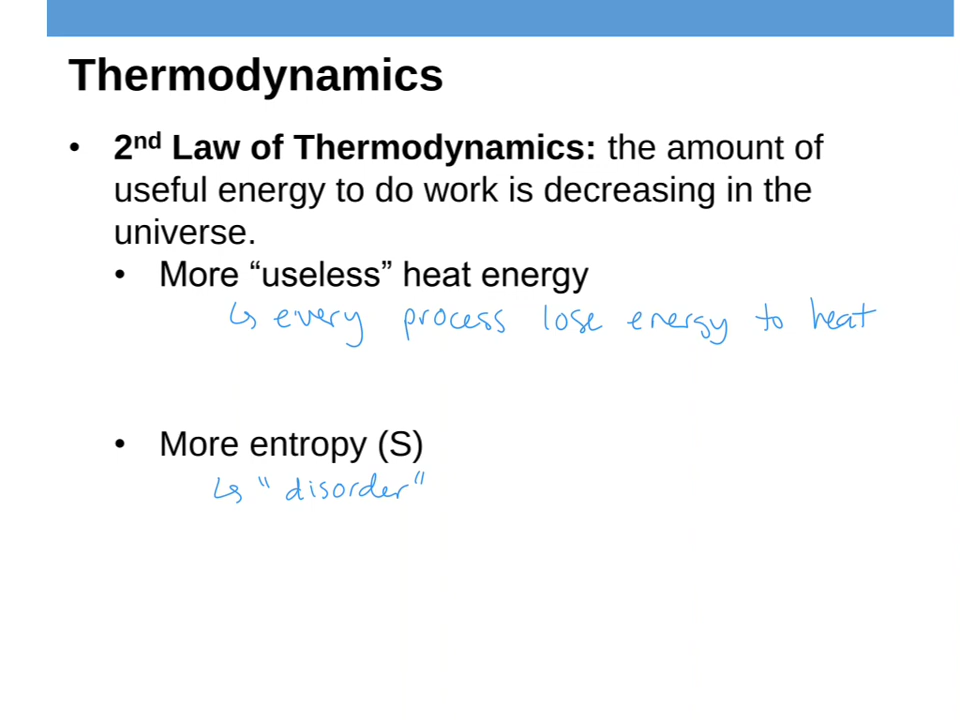 Thermodynamics
• 2nd Law of Thermodynamics: the amount of
useful energy to do work is decreasing in the
universe.
• More “useless” heat energy
↳ every process lose energy to heat
• More entropy (S)
↳ "disorder"